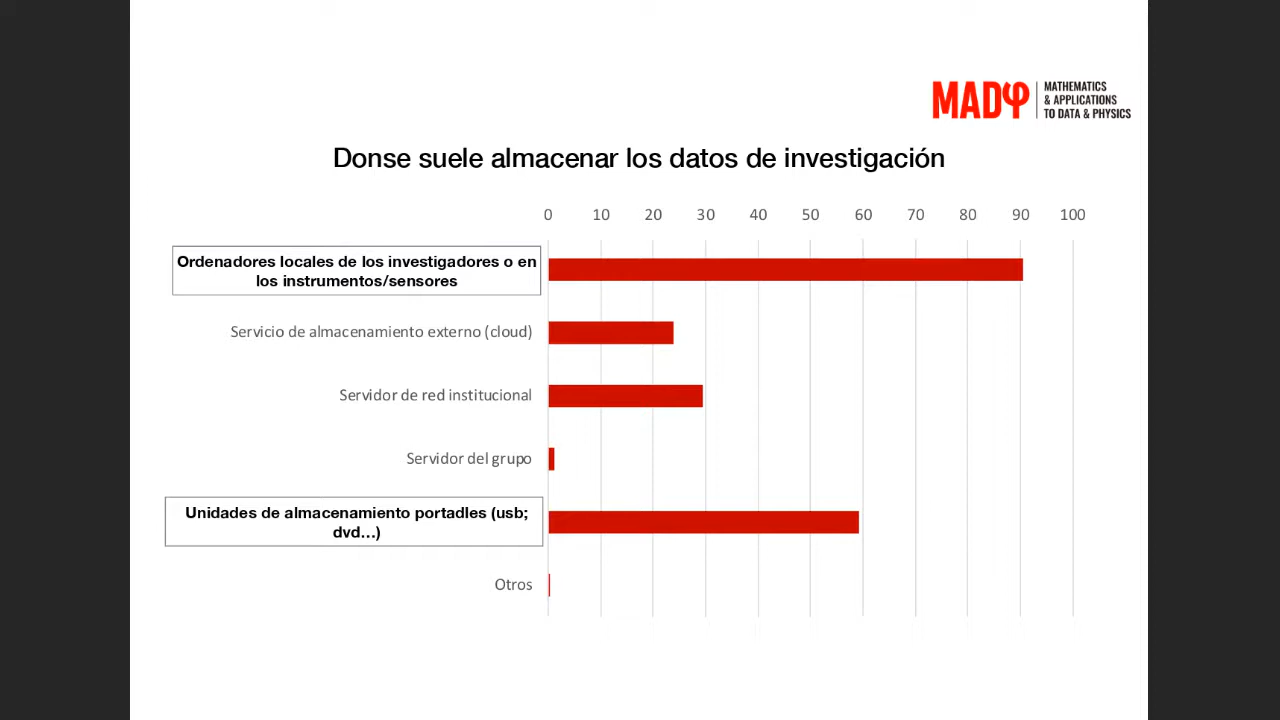 MADφ
MATHEMATICS
& APPLICATIONS
TO DATA & PHYSICS
Donse suele almacenar los datos de investigación
0 10 20 30 40 50 60 70 80 90 100
Ordenadores locales de los investigadores o en
los instrumentos/sensores
Servicio de almacenamiento externo (cloud)
Servidor de red institucional
Servidor del grupo
Unidades de almacenamiento portadles (usb;
dvd...)
Otros